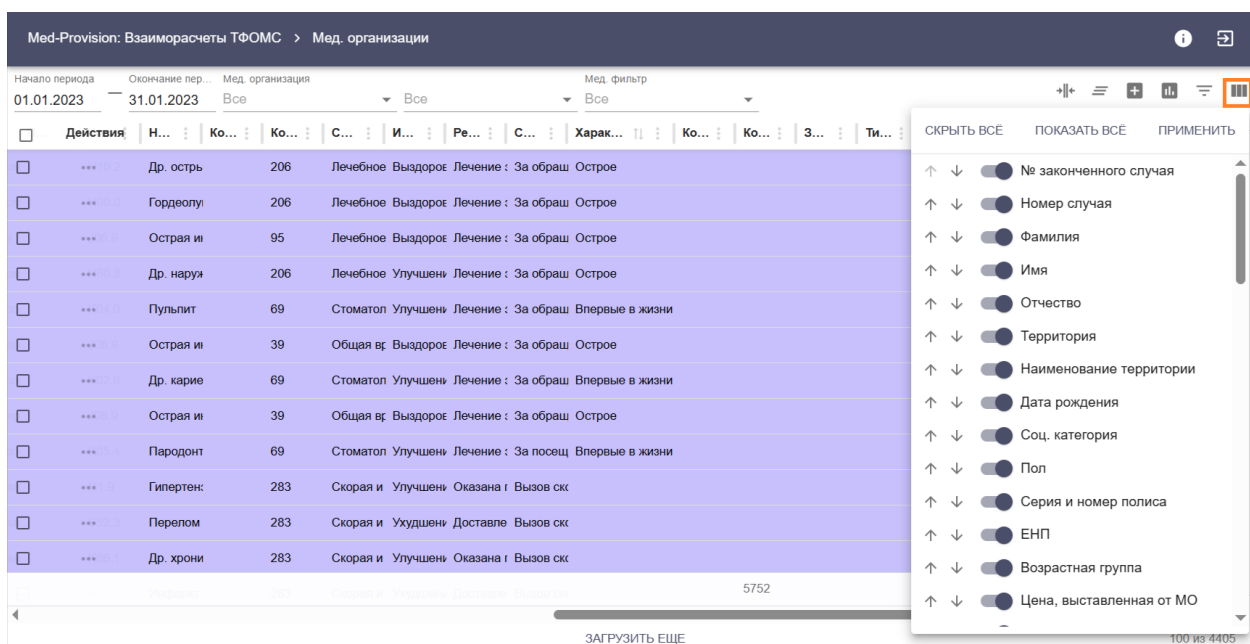 Med-Provision: Взаиморасчеты ТФОМС > Мед. организации
Начало периода Окончание пер... Мед. организация Мед. фильтр
01.01.2023 — 31.01.2023 Все Все Все
СКРЫТЬ ВСЁ ПОКАЗАТЬ ВСЁ ПРИМЕНИТЬ
Действия Н... Ко... Ко... С... И... Ре... С... Харак... Ко... Ко... З... Ти...
••• Др. остры 206 Лечебное Выздоров Лечение з За обращ Острое
••• Гордеолу 206 Лечебное Выздоров Лечение з За обращ Острое
••• Острая ин 95 Лечебное Выздоров Лечение з За обращ Острое
••• Др. наруж 206 Лечебное Улучшени Лечение з За обращ Острое
••• Пульпит 69 Стоматол Улучшени Лечение з За обращ Впервые в жизни
••• Острая ин 39 Общая вр Выздоров Лечение з За обращ Острое
••• Др. карие 69 Стоматол Улучшени Лечение з За обращ Впервые в жизни
••• Острая ин 39 Общая вр Выздоров Лечение з За обращ Острое
••• Пародонт 69 Стоматол Улучшени Лечение з За посещ Впервые в жизни
••• Гипертенз 283 Скорая и Улучшени Оказана п Вызов ско
••• Перелом 283 Скорая и Ухудшени Доставле Вызов ско
••• Др. хрони 283 Скорая и Улучшени Оказана п Вызов ско
5752
ЗАГРУЗИТЬ ЕЩЕ
100 из 4405
№ законченного случая
Номер случая
Фамилия
Имя
Отчество
Территория
Наименование территории
Дата рождения
Соц. категория
Пол
Серия и номер полиса
ЕНП
Возрастная группа
Цена, выставленная от МО